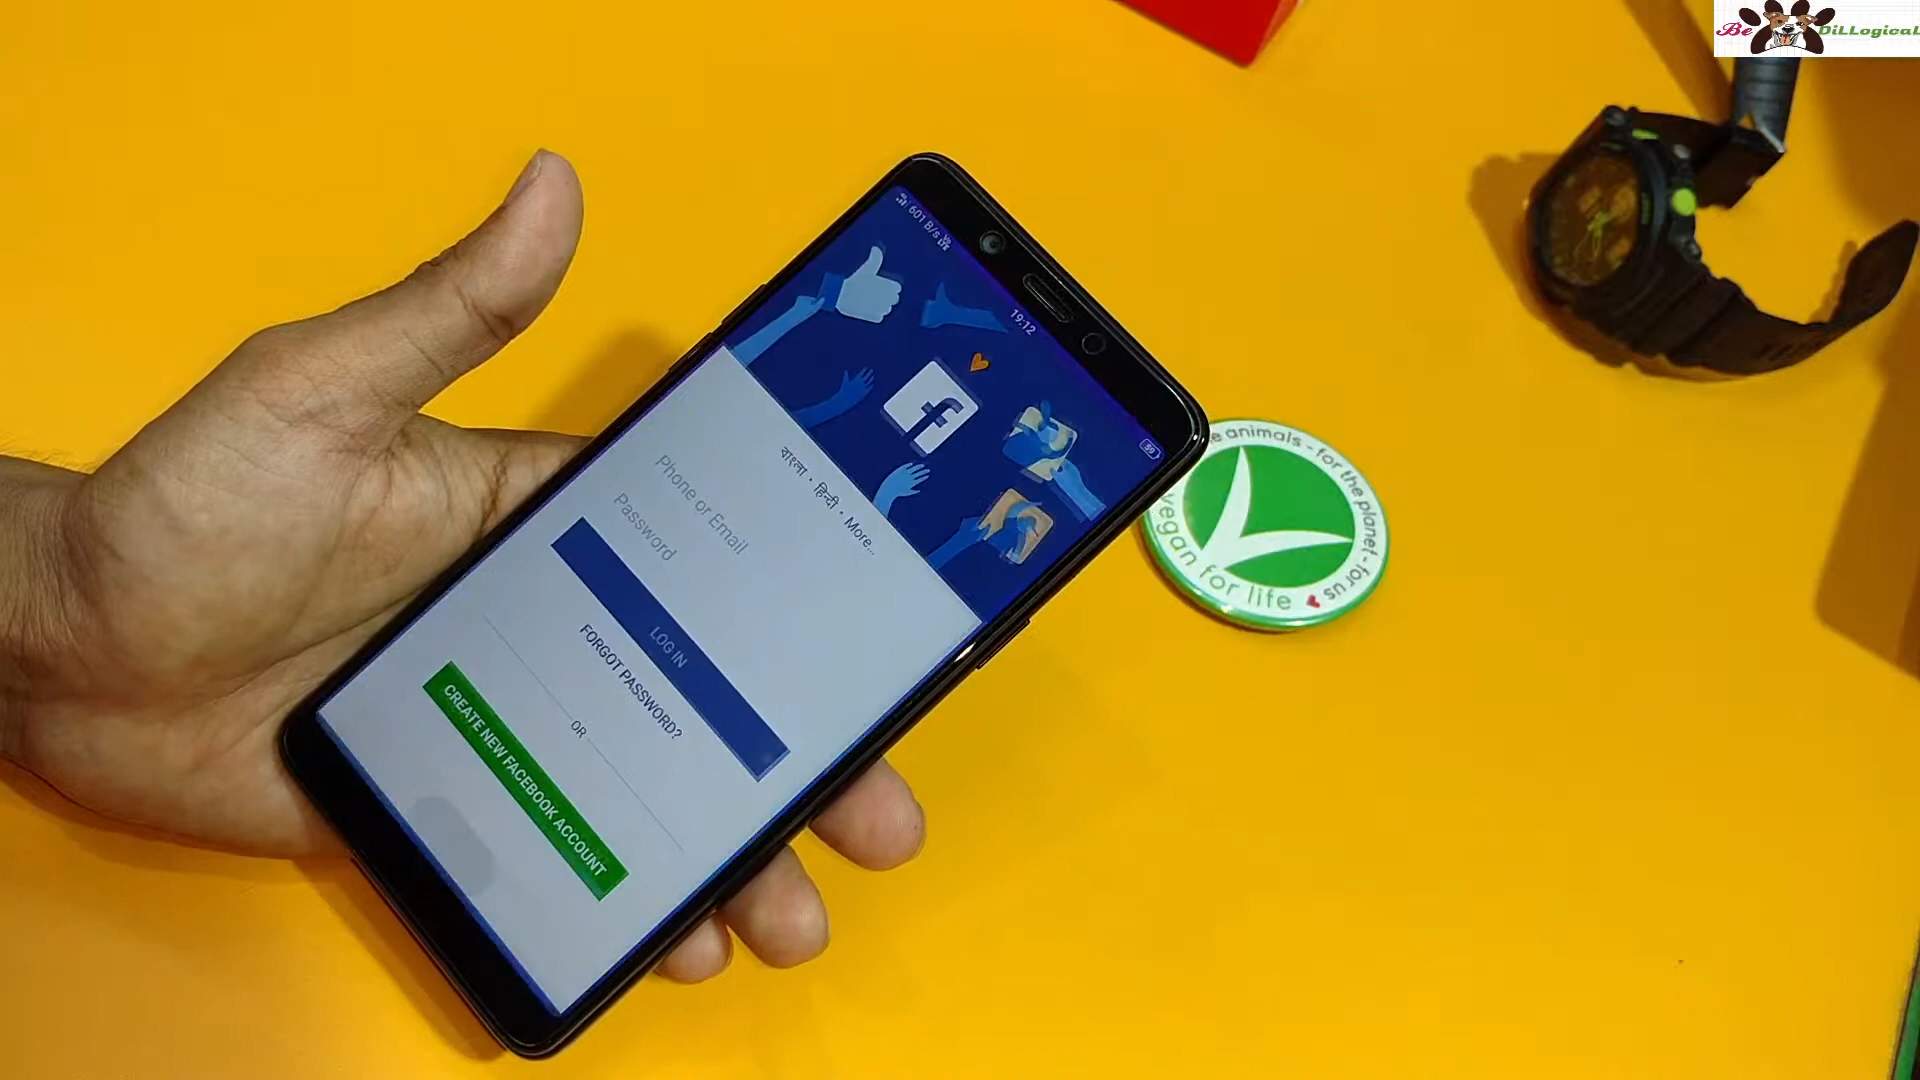 Be DiLLogicaL
601 B/s
19:12
59
বাংলা · हिन्दी · More...
Phone or Email
Password
LOG IN
FORGOT PASSWORD?
OR
CREATE NEW FACEBOOK ACCOUNT
e animals - for the planet - for us
vegan for life